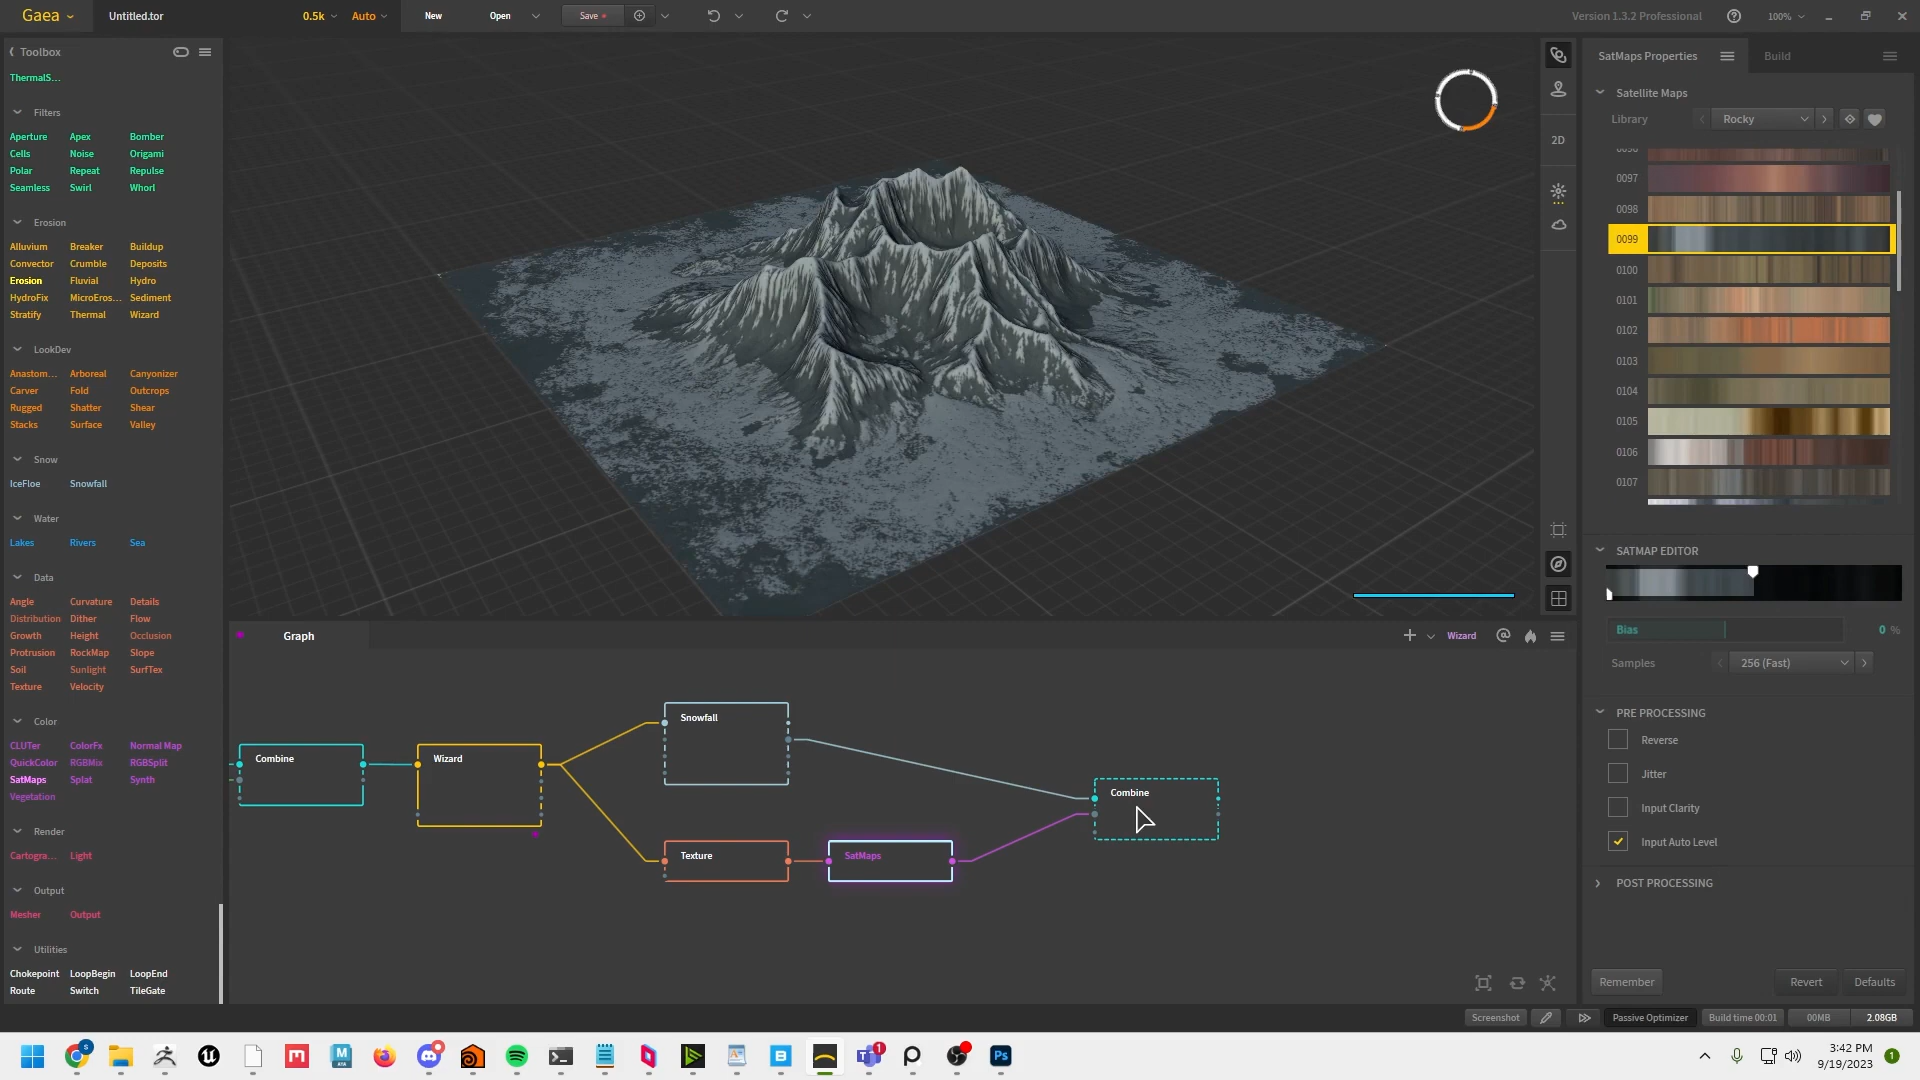 Gaea
Untitled.tor
0.5k
Auto
New
Open
Save
Version 1.3.2 Professional
100%
Toolbox
ThermalS...
Filters
Aperture Apex Bomber
Cells Noise Origami
Polar Repeat Repulse
Seamless Swirl Whorl
Erosion
Alluvium Breaker Buildup
Convector Crumble Deposits
Erosion Fluvial Hydro
HydroFix MicroEros... Sediment
Stratify Thermal Wizard
LookDev
Anastom... Arboreal Canyonizer
Carver Fold Outcrops
Rugged Shatter Shear
Stacks Surface Valley
Snow
IceFloe Snowfall
Water
Lakes Rivers Sea
Data
Angle Curvature Details
Distribution Dither Flow
Growth Height Occlusion
Protrusion RockMap Slope
Soil Sunlight SurfTex
Texture Velocity
Color
CLUTer ColorFx Normal Map
QuickColor RGBMix RGBSplit
SatMaps Splat Synth
Vegetation
Render
Cartogra... Light
Output
Mesher Output
Utilities
Chokepoint LoopBegin LoopEnd
Route Switch TileGate
2D
Graph
Wizard
Combine
Wizard
Snowfall
Texture
SatMaps
Combine
SatMaps Properties
Build
Satellite Maps
Library
Rocky
0097
0098
0099
0100
0101
0102
0103
0104
0105
0106
0107
SATMAP EDITOR
Bias
0 %
Samples
256 (Fast)
PRE PROCESSING
Reverse
Jitter
Input Clarity
Input Auto Level
POST PROCESSING
Remember
Revert
Defaults
Screenshot
Passive Optimizer
Build time 00:01
00MB
2.08GB
S
M
AYA
1
Ps
3:42 PM
9/19/2023
1